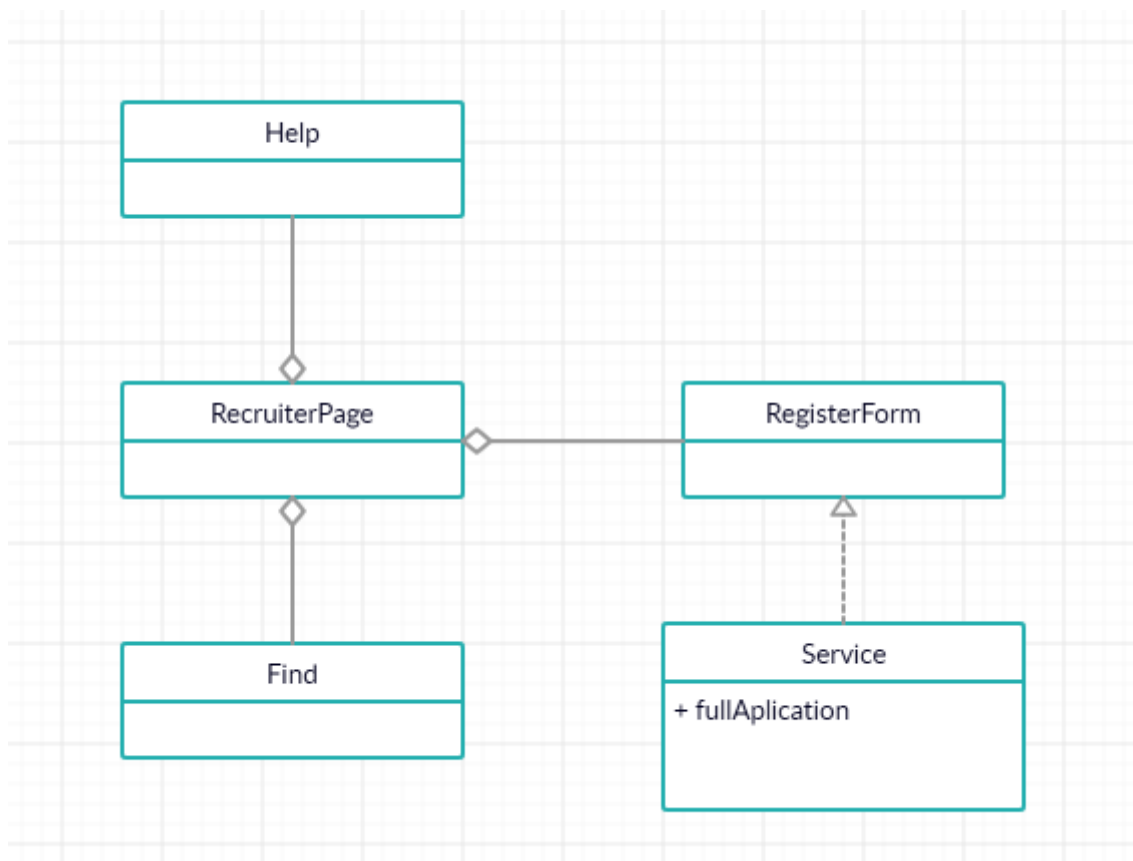 Help
RecruiterPage
RegisterForm
Find
Service
+ fullAplication